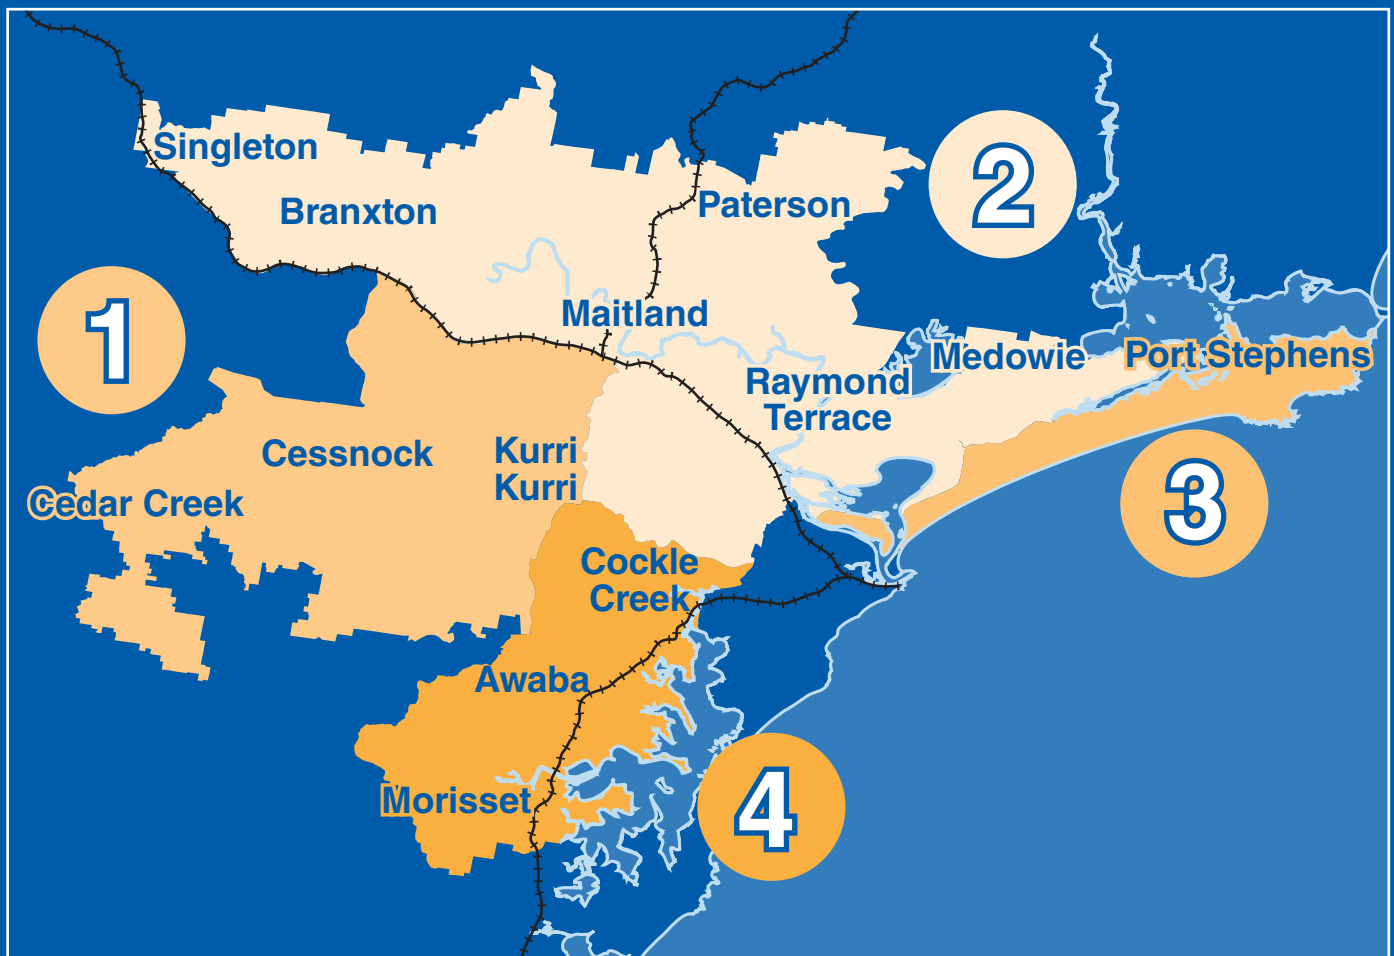 Singleton
Branxton
Paterson
2
1
Maitland
Medowie
Port Stephens
Raymond
Terrace
Cessnock
Kurri
Kurri
Cedar Creek
3
Cockle
Creek
Awaba
Morisset
4